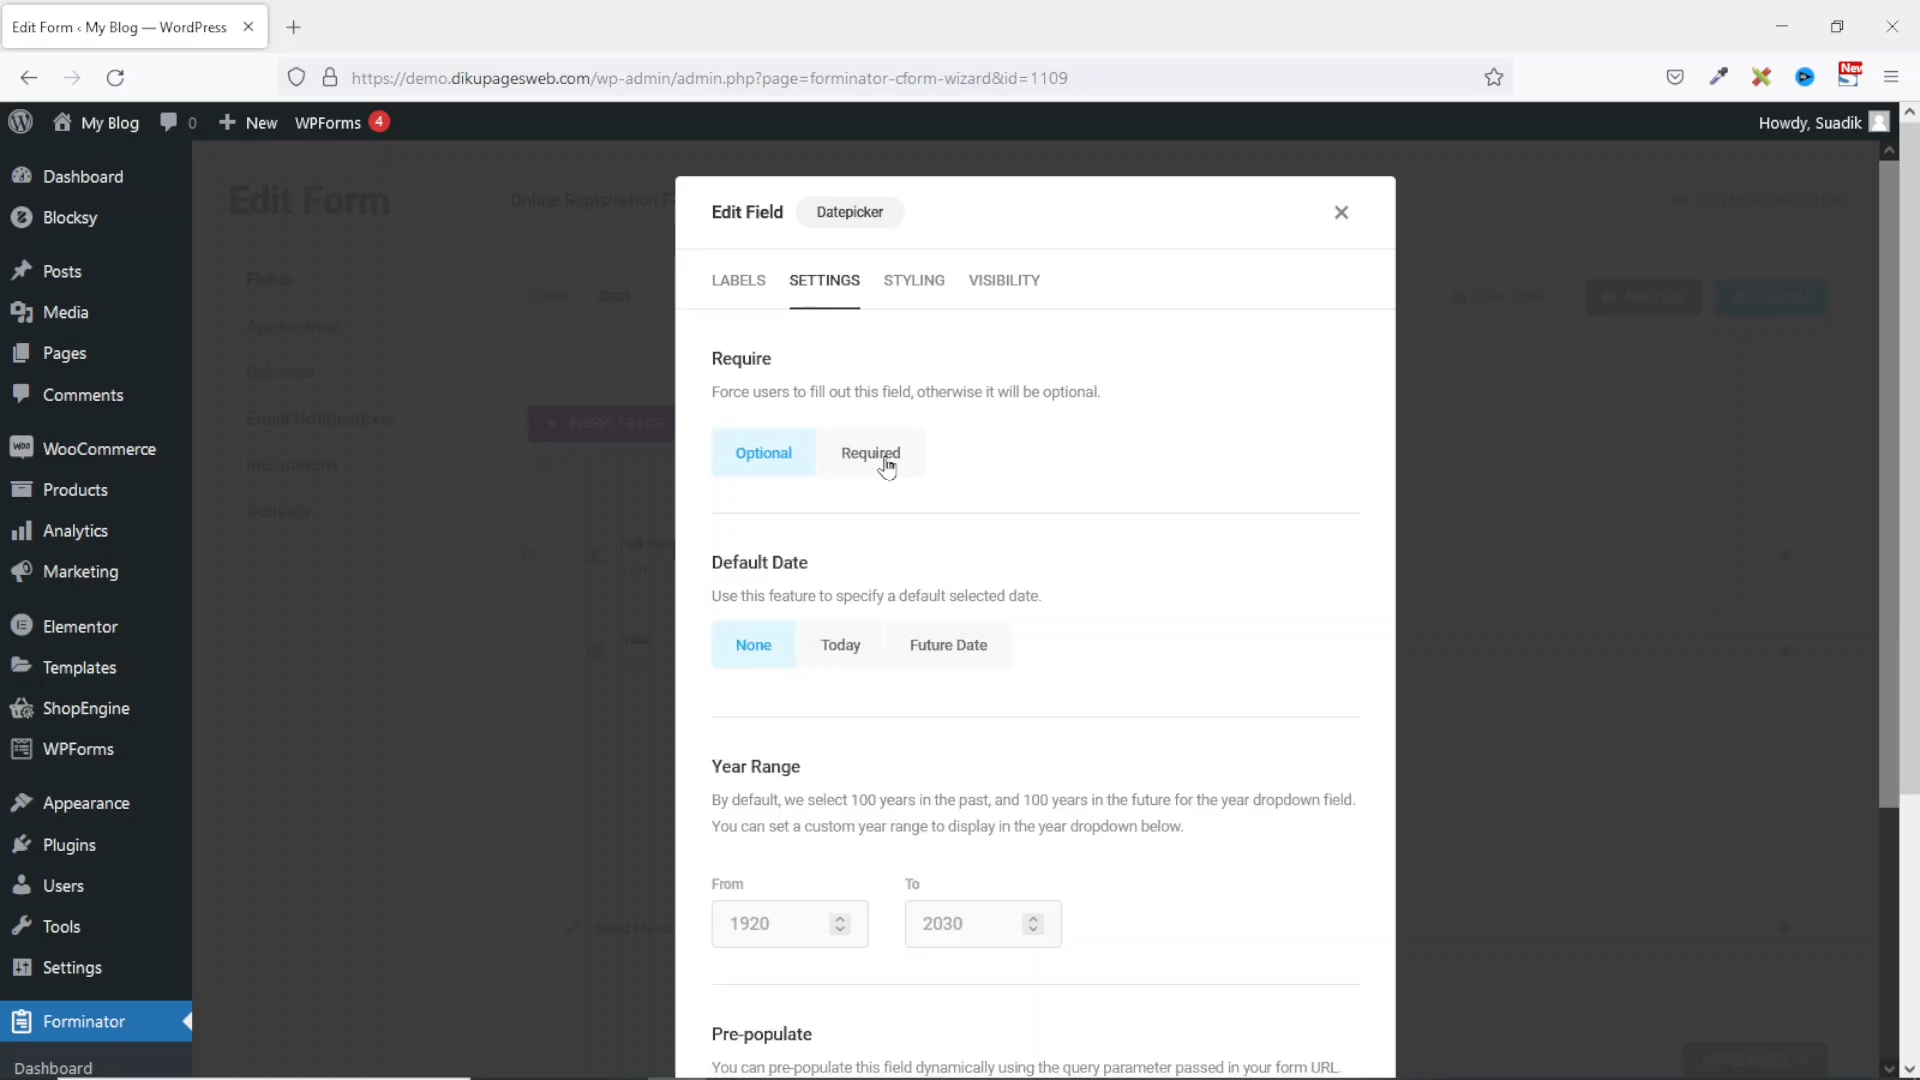 Edit Form ‹ My Blog — WordPress
https://demo.dikupagesweb.com/wp-admin/admin.php?page=forminator-cform-wizard&id=1109
New
My Blog
0
New
WPForms 4
Howdy, Suadik
Dashboard
Blocksy
Posts
Media
Pages
Comments
WooCommerce
Products
Analytics
Marketing
Elementor
Templates
ShopEngine
WPForms
Appearance
Plugins
Users
Tools
Settings
Forminator
Dashboard
Edit Form
Online Registration
Fields
Appearance
Behavior
Email Notifications
Integrations
Settings
Draft
INSERT FIELDS
Edit Field
Datepicker
LABELS SETTINGS STYLING VISIBILITY
Require
Force users to fill out this field, otherwise it will be optional.
Optional Required
Default Date
Use this feature to specify a default selected date.
None Today Future Date
Year Range
By default, we select 100 years in the past, and 100 years in the future for the year dropdown field.
You can set a custom year range to display in the year dropdown below.
From To
1920 2030
Pre-populate
You can pre-populate this field dynamically using the query parameter passed in your form URL.